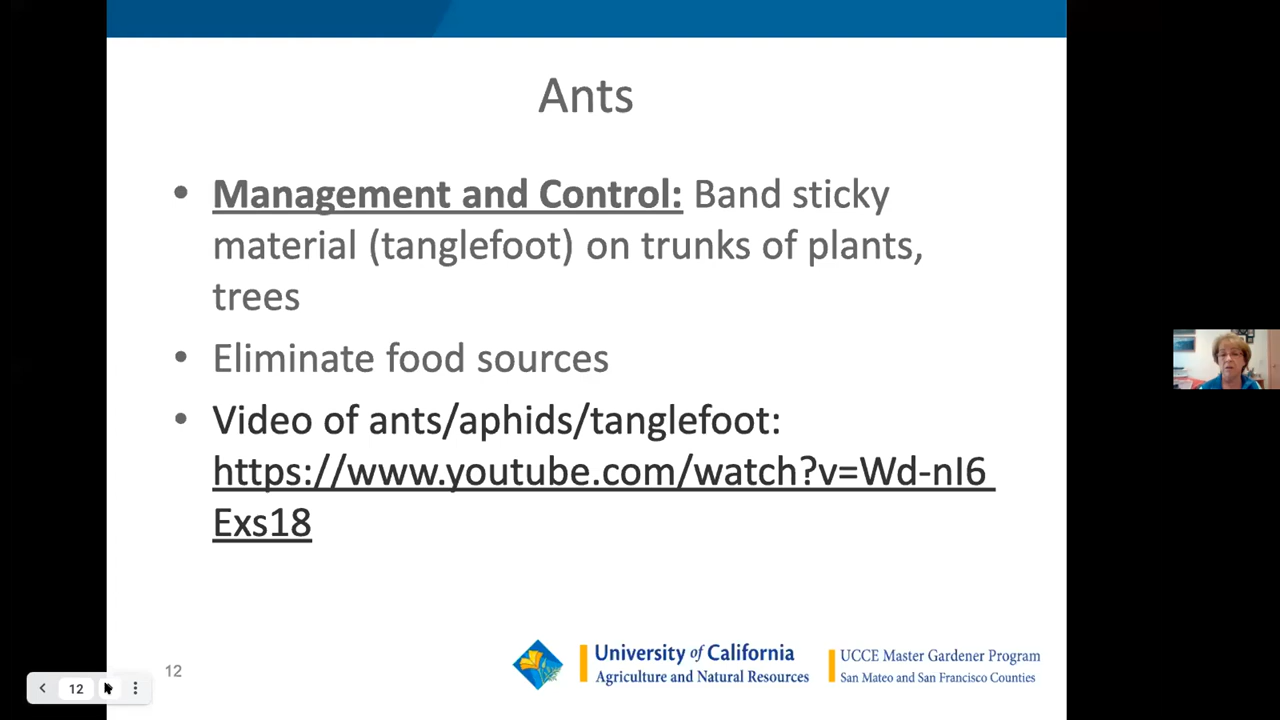 Ants
• Management and Control: Band sticky
material (tanglefoot) on trunks of plants,
trees
• Eliminate food sources
• Video of ants/aphids/tanglefoot:
https://www.youtube.com/watch?v=Wd-nI6
Exs18
12
University of California
Agriculture and Natural Resources
UCCE Master Gardener Program
San Mateo and San Francisco Counties
12